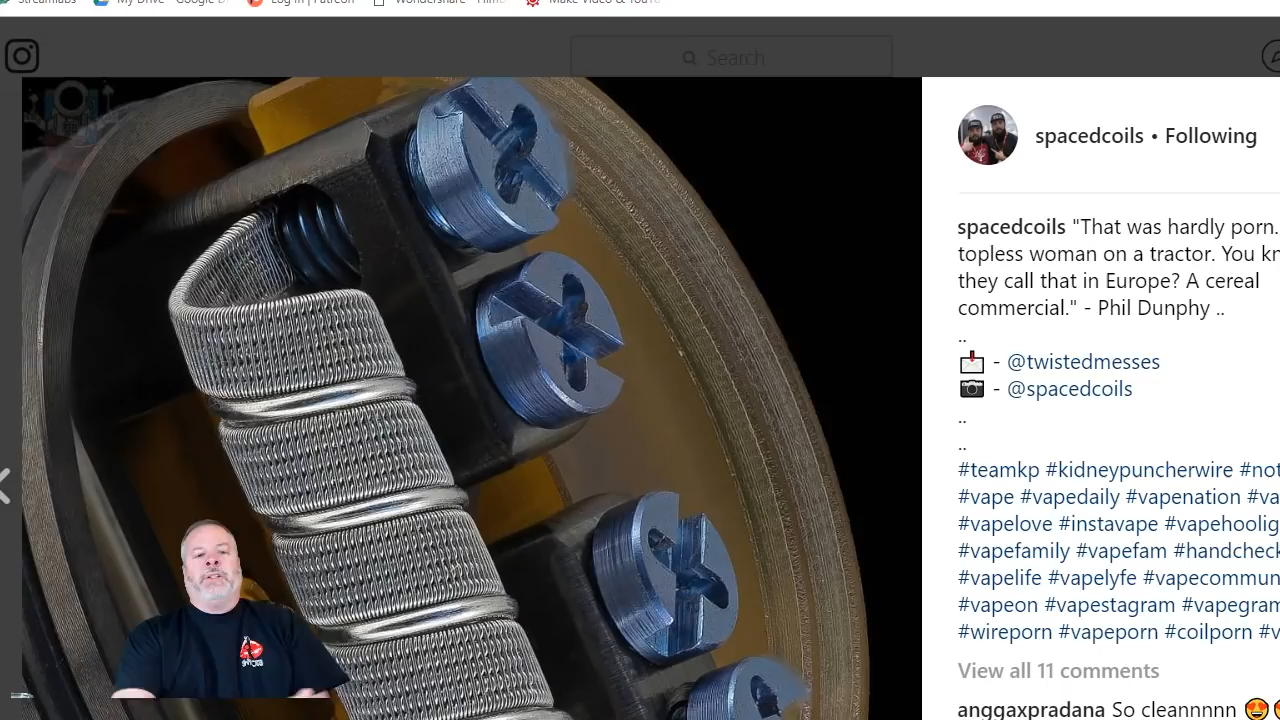 Search
spacedcoils • Following
spacedcoils "That was hardly porn.
topless woman on a tractor. You
they call that in Europe? A cereal
commercial." - Phil Dunphy ..
..
📩 - @twistedmesses
📷 - @spacedcoils
..
..
#teamkp #kidneypuncherwire
#vape #vapedaily #vapenation
#vapelove #instavape
#vapefamily #vapefam
#vapelife #vapelyfe
#vapeon #vapestagram
#wireporn #vapeporn #coilporn
View all 11 comments
anggaxpradana So cleannnnn 😍